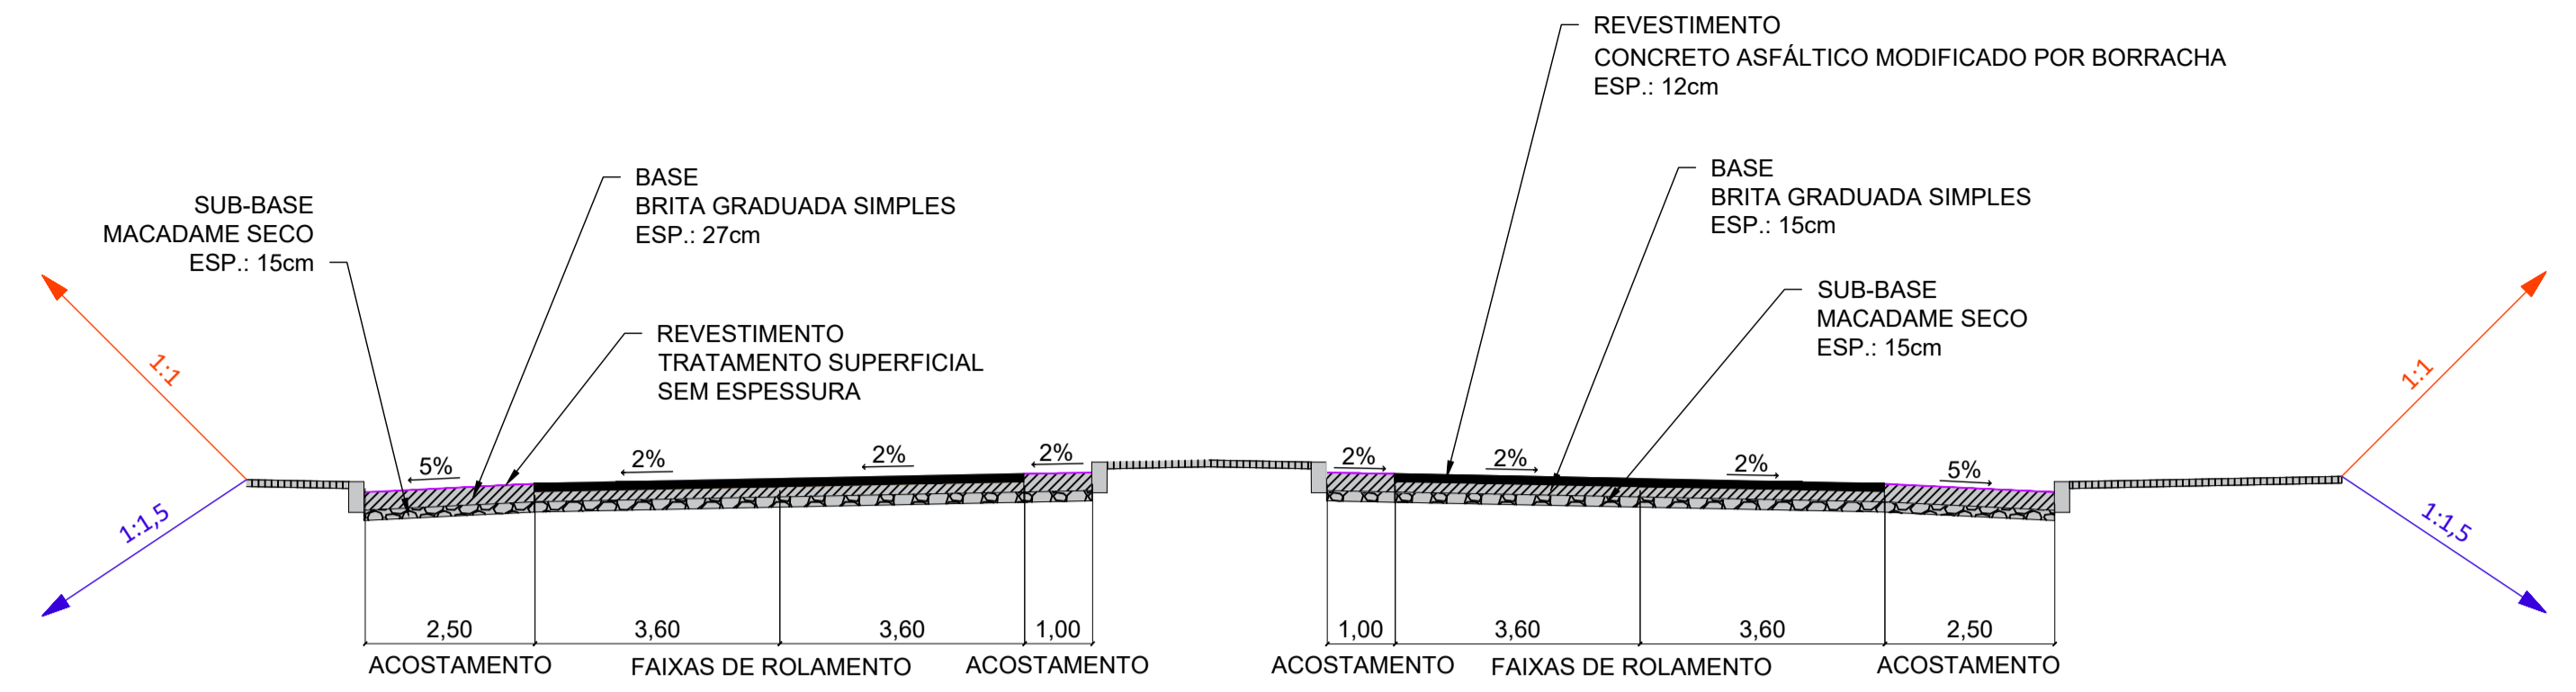 REVESTIMENTO
CONCRETO ASFÁLTICO MODIFICADO POR BORRACHA
ESP.: 12cm
BASE
BRITA GRADUADA SIMPLES
ESP.: 27cm
BASE
BRITA GRADUADA SIMPLES
ESP.: 15cm
SUB-BASE
MACADAME SECO
ESP.: 15cm
SUB-BASE
MACADAME SECO
ESP.: 15cm
REVESTIMENTO
TRATAMENTO SUPERFICIAL
SEM ESPESSURA
1:1
1:1
5%
2%
2%
2%
2%
2%
2%
5%
1:1,5
1:1,5
2,50
3,60
3,60
1,00
1,00
3,60
3,60
2,50
ACOSTAMENTO
FAIXAS DE ROLAMENTO
ACOSTAMENTO
ACOSTAMENTO
FAIXAS DE ROLAMENTO
ACOSTAMENTO